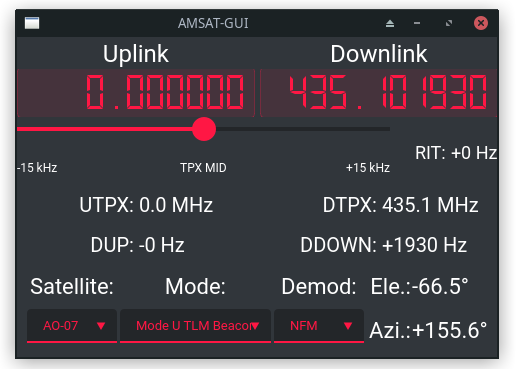 AMSAT-GUI
Uplink Downlink
0.000000 435.101930
-15 kHz TPX MID +15 kHz RIT: +0 Hz
UTPX: 0.0 MHz DTPX: 435.1 MHz
DUP: -0 Hz DDOWN: +1930 Hz
Satellite: Mode: Demod: Ele.:-66.5°
AO-07 Mode U TLM Beacon NFM Azi.:+155.6°